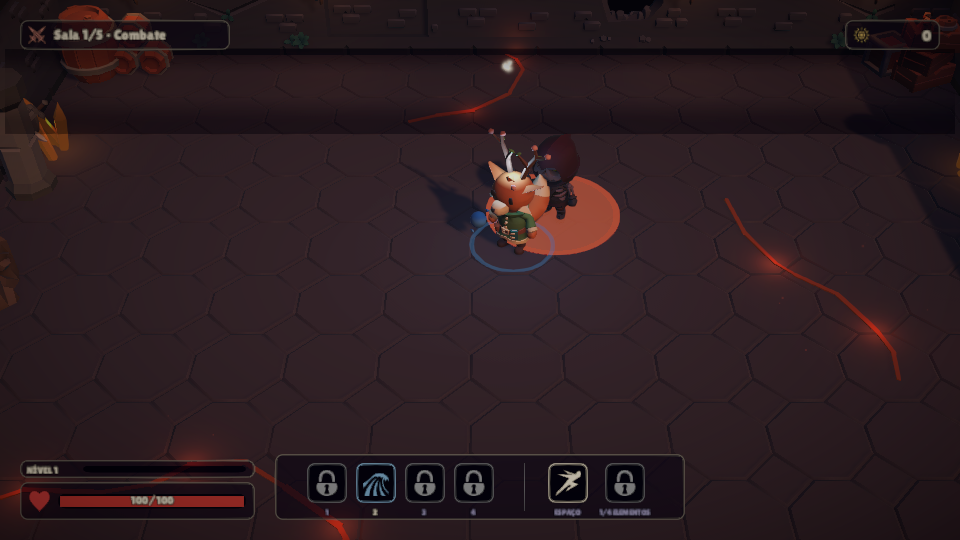 Sala 1/5 - Combate
0
NÍVEL 1
100/100
1
2
3
4
ESPAÇO
1/4 ELEMENTOS